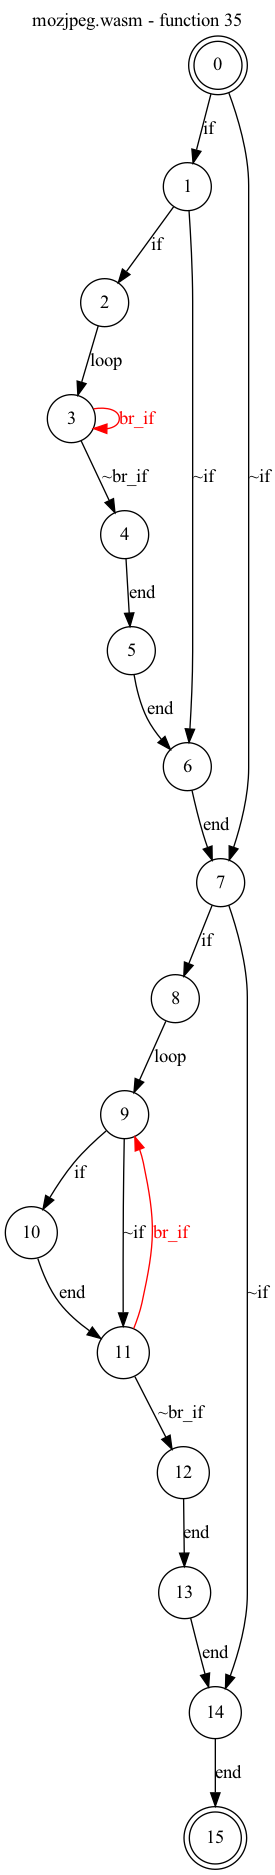 mozjpeg.wasm - function 35
0
if
1
if
2
loop
3
br_if
~br_if
~if
~if
4
end
5
end
6
end
7
if
8
loop
9
if
~if
br_if
10
end
~if
11
~br_if
12
end
13
end
14
end
15